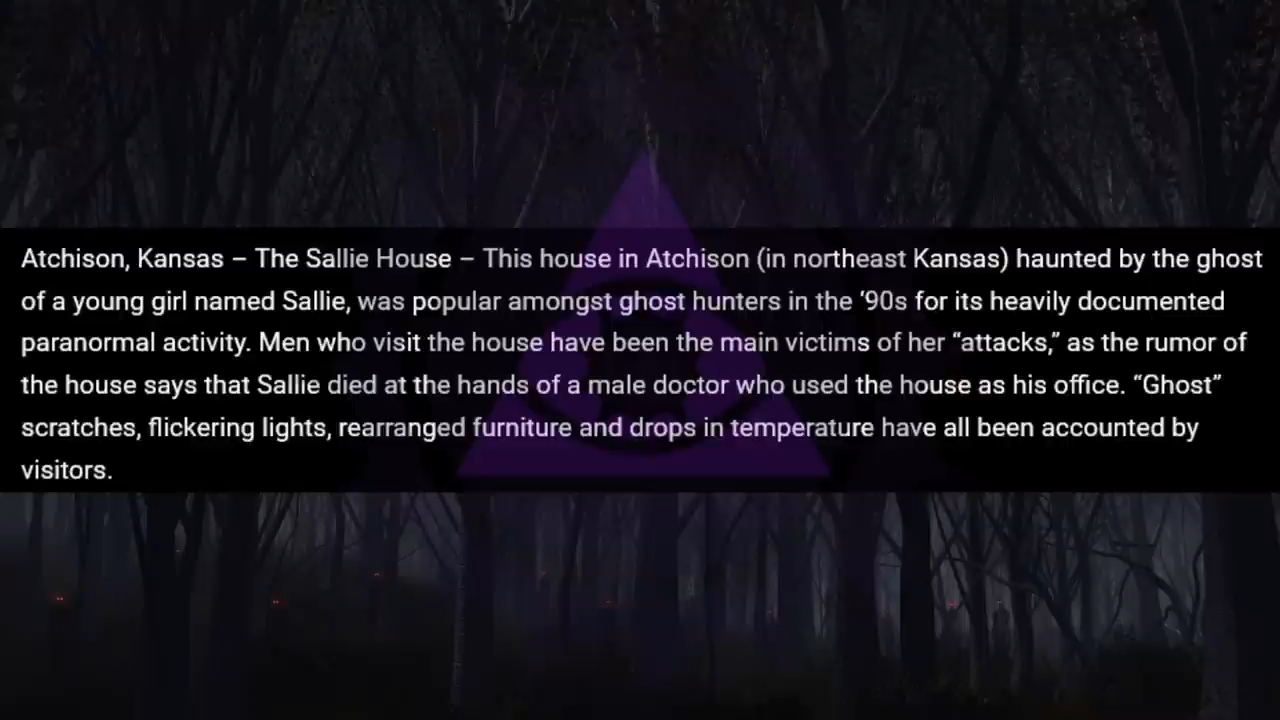 Atchison, Kansas – The Sallie House – This house in Atchison (in northeast Kansas) haunted by the ghost
of a young girl named Sallie, was popular amongst ghost hunters in the ‘90s for its heavily documented
paranormal activity. Men who visit the house have been the main victims of her “attacks,” as the rumor of
the house says that Sallie died at the hands of a male doctor who used the house as his office. “Ghost”
scratches, flickering lights, rearranged furniture and drops in temperature have all been accounted by
visitors.